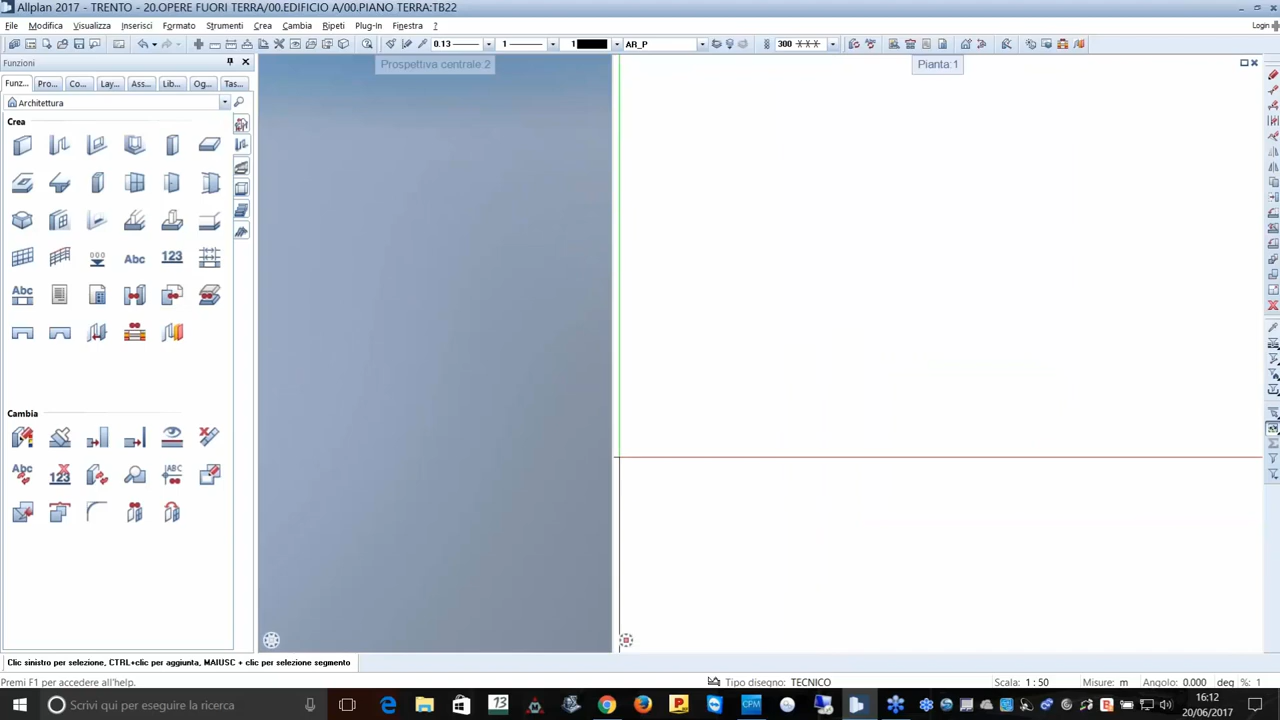 Allplan 2017 - TRENTO - 20.OPERE FUORI TERRA/00.EDIFICIO A/00.PIANO TERRA:TB22
File Modifica Visualizza Inserisci Formato Strumenti Crea Cambia Ripeti Plug-In Finestra ? Login
0.13 1 1 AR_P 300
Funzioni
Prospettiva centrale:2
Pianta:1
Funz... Pro... Co... Lay... Ass... Lib... Og... Tas...
Architettura
Crea
Abc 123
Abc
Cambia
Abc 123 ABC
Clic sinistro per selezione, CTRL+clic per aggiunta, MAIUSC + clic per selezione segmento
Premi F1 per accedere all'help. Tipo disegno: TECNICO Scala: 1 : 50 Misure: m Angolo: 0.000 deg %: 1
Scrivi qui per eseguire la ricerca 13 CPM 16:12
20/06/2017